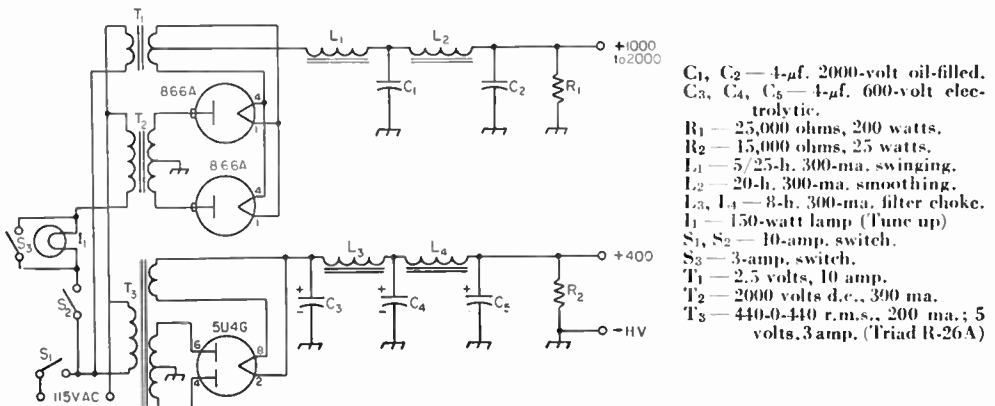 T₁
L₁
L₂
+1000
to 2000
C₁
C₂
R₁
866A
4
1
T₂
866A
4
1
S₃
I₁
S₂
T₃
S₁
115VAC
L₃
L₄
+400
+
-
C₃
+
-
C₄
+
-
C₅
R₂
-HV
5U4G
6
8
4
2
C₁, C₂ — 4-µf. 2000-volt oil-filled.
C₃, C₄, C₅ — 4-µf. 600-volt elec-
trolytic.
R₁ — 25,000 ohms, 200 watts.
R₂ — 15,000 ohms, 25 watts.
L₁ — 5/25-h. 300-ma. swinging.
L₂ — 20-h. 300-ma. smoothing.
L₃, L₄ — 8-h. 300-ma. filter choke.
I₁ — 150-watt lamp (Tune up)
S₁, S₂ — 10-amp. switch.
S₃ — 3-amp. switch.
T₁ — 2.5 volts, 10 amp.
T₂ — 2000 volts d.c., 300 ma.
T₃ — 440-0-440 r.m.s., 200 ma.; 5
volts, 3 amp. (Triad R-26A)